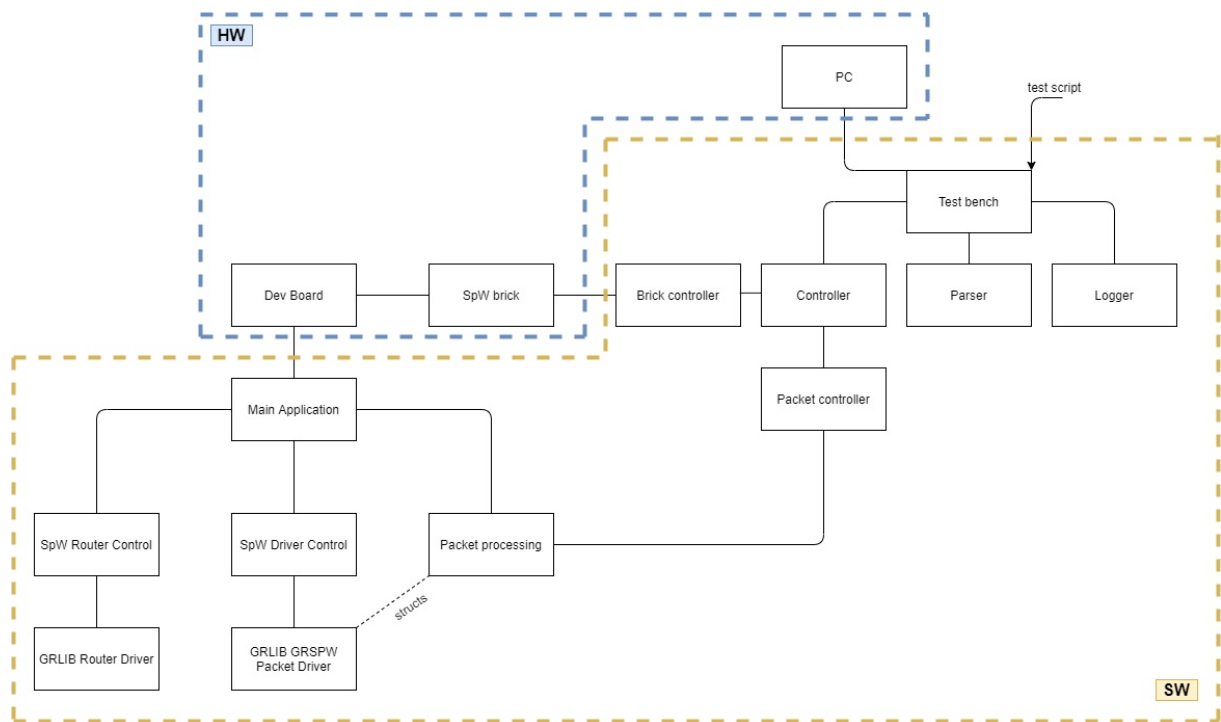 HW
PC
test script
Test bench
Dev Board
SpW brick
Brick controller
Controller
Parser
Logger
Main Application
Packet controller
SpW Router Control
SpW Driver Control
Packet processing
structs
GRLIB Router Driver
GRLIB GRSPW
Packet Driver
SW